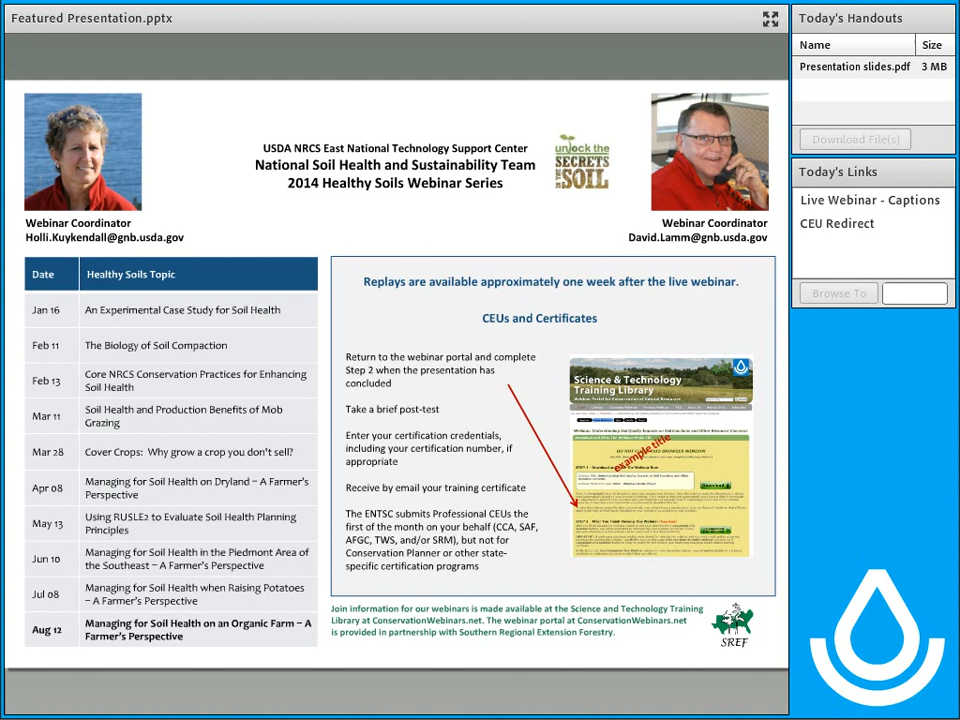 Featured Presentation.pptx
USDA NRCS East National Technology Support Center
National Soil Health and Sustainability Team
2014 Healthy Soils Webinar Series
unlock the
SECRETS
IN THE SOIL
Webinar Coordinator
Holli.Kuykendall@gnb.usda.gov
Webinar Coordinator
David.Lamm@gnb.usda.gov
Date Healthy Soils Topic
Jan 16 An Experimental Case Study for Soil Health
Feb 11 The Biology of Soil Compaction
Feb 13 Core NRCS Conservation Practices for Enhancing
Soil Health
Mar 11 Soil Health and Production Benefits of Mob
Grazing
Mar 28 Cover Crops: Why grow a crop you don't sell?
Apr 08 Managing for Soil Health on Dryland – A Farmer's
Perspective
May 13 Using RUSLE2 to Evaluate Soil Health Planning
Principles
Jun 10 Managing for Soil Health in the Piedmont Area of
the Southeast – A Farmer's Perspective
Jul 08 Managing for Soil Health when Raising Potatoes
– A Farmer's Perspective
Aug 12 Managing for Soil Health on an Organic Farm – A
Farmer's Perspective
Replays are available approximately one week after the live webinar.
CEUs and Certificates
Return to the webinar portal and complete
Step 2 when the presentation has
concluded
Take a brief post-test
Enter your certification credentials,
including your certification number, if
appropriate
Receive by email your training certificate
The ENTSC submits Professional CEUs the
first of the month on your behalf (CCA, SAF,
AFGC, TWS, and/or SRM), but not for
Conservation Planner or other state-
specific certification programs
Science & Technology
Training Library
example title
Join information for our webinars is made available at the Science and Technology Training
Library at ConservationWebinars.net. The webinar portal at ConservationWebinars.net
is provided in partnership with Southern Regional Extension Forestry.
SREF
Today's Handouts
Name Size
Presentation slides.pdf 3 MB
Download File(s)
Today's Links
Live Webinar - Captions
CEU Redirect
Browse To